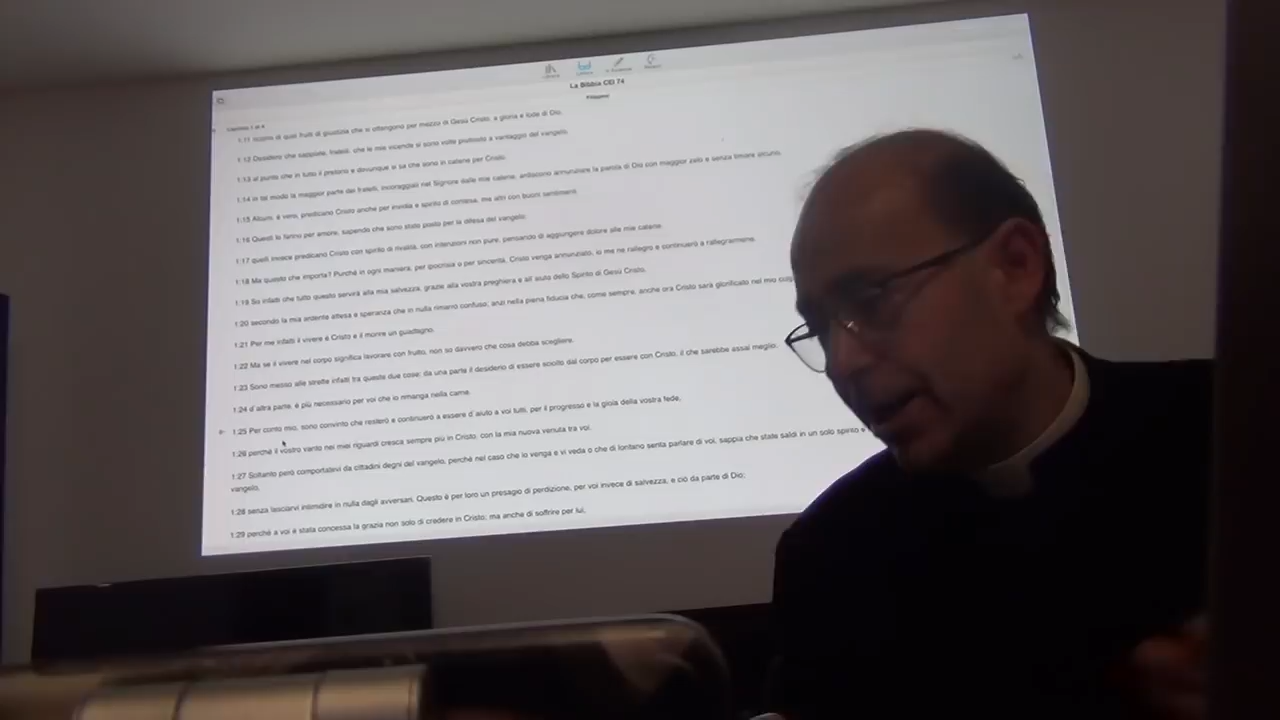 La Bibbia CEI 74
Filippesi
Capitolo 1 di 4
1:11 ricolmi di quei frutti di giustizia che si ottengono per mezzo di Gesù Cristo, a gloria e lode di Dio.
1:12 Desidero che sappiate, fratelli, che le mie vicende si sono volte piuttosto a vantaggio del vangelo,
1:13 al punto che in tutto il pretorio e dovunque si sa che sono in catene per Cristo;
1:14 in tal modo la maggior parte dei fratelli, incoraggiati nel Signore dalle mie catene, ardiscono annunziare la parola di Dio con maggior zelo e senza timore alcuno.
1:15 Alcuni, è vero, predicano Cristo anche per invidia e spirito di contesa, ma altri con buoni sentimenti.
1:16 Questi lo fanno per amore, sapendo che sono stato posto per la difesa del vangelo;
1:17 quelli invece predicano Cristo con spirito di rivalità, con intenzioni non pure, pensando di aggiungere dolore alle mie catene.
1:18 Ma questo che importa? Purché in ogni maniera, per ipocrisia o per sincerità, Cristo venga annunziato, io me ne rallegro e continuerò a rallegrarmene.
1:19 So infatti che tutto questo servirà alla mia salvezza, grazie alla vostra preghiera e all'aiuto dello Spirito di Gesù Cristo,
1:20 secondo la mia ardente attesa e speranza che in nulla rimarrò confuso; anzi nella piena fiducia che, come sempre, anche ora Cristo sarà glorificato nel mio
1:21 Per me infatti il vivere è Cristo e il morire un guadagno.
1:22 Ma se il vivere nel corpo significa lavorare con frutto, non so davvero che cosa debba scegliere.
1:23 Sono messo alle strette infatti tra queste due cose: da una parte il desiderio di essere sciolto dal corpo per essere con Cristo, il che sarebbe assai meglio;
1:24 d'altra parte, è più necessario per voi che io rimanga nella carne.
1:25 Per conto mio, sono convinto che resterò e continuerò a essere d'aiuto a voi tutti, per il progresso e la gioia della vostra fede,
1:26 perché il vostro vanto nei miei riguardi cresca sempre più in Cristo, con la mia nuova venuta tra voi.
1:27 Soltanto però comportatevi da cittadini degni del vangelo, perché nel caso che io venga e vi veda o che di lontano senta parlare di voi, sappia che state saldi in un solo spirito e
vangelo,
1:28 senza lasciarvi intimidire in nulla dagli avversari. Questo è per loro un presagio di perdizione, per voi invece di salvezza, e ciò da parte di Dio;
1:29 perché a voi è stata concessa la grazia non solo di credere in Cristo; ma anche di soffrire per lui,